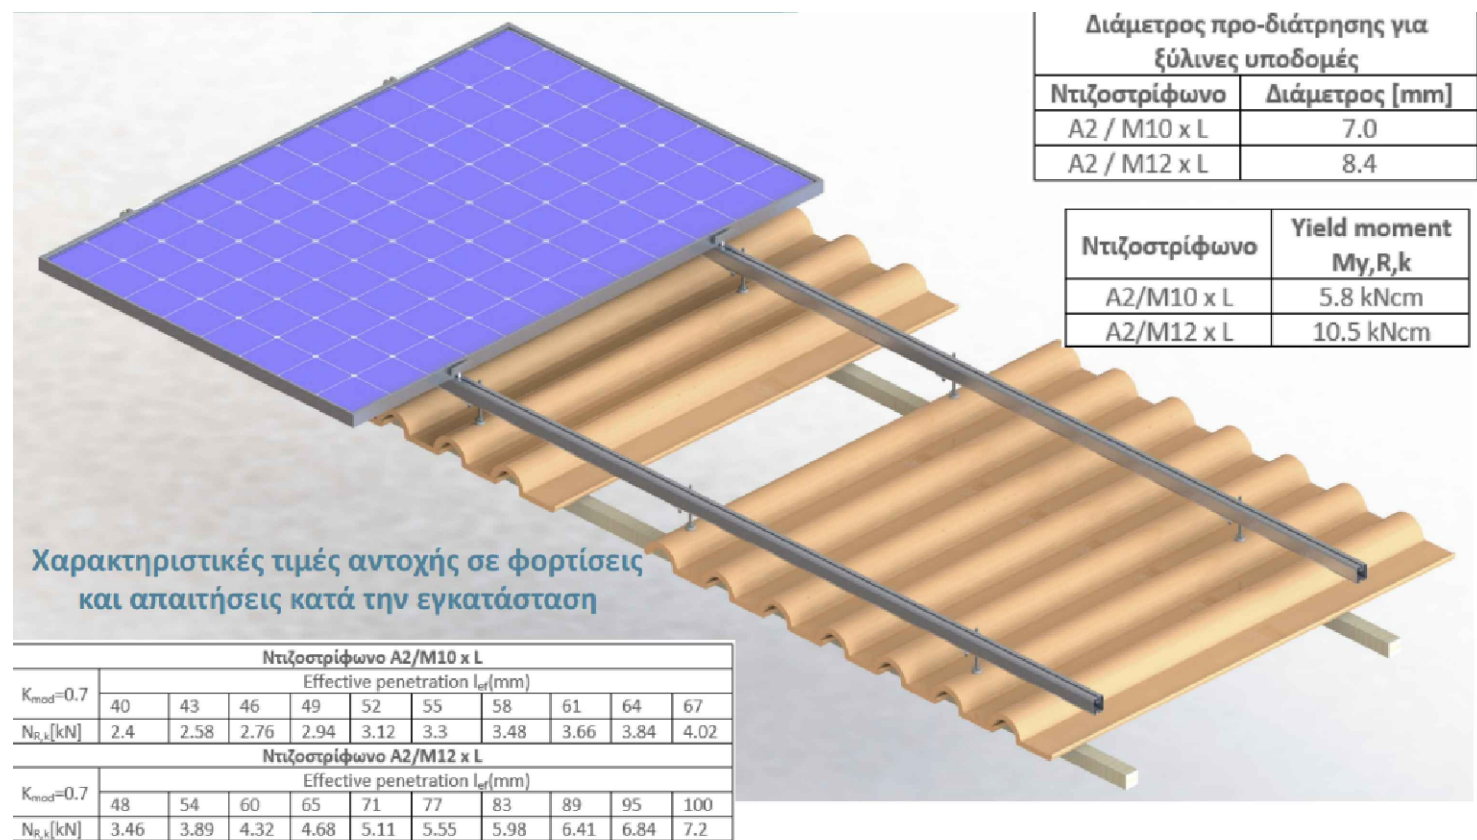 Διάμετρος προ-διάτρησης για
ξύλινες υποδομές
Ντιζοστρίφωνο Διάμετρος [mm]
A2 / M10 x L 7.0
A2 / M12 x L 8.4
Ντιζοστρίφωνο Yield moment
My,R,k
A2/M10 x L 5.8 kNcm
A2/M12 x L 10.5 kNcm
Χαρακτηριστικές τιμές αντοχής σε φορτίσεις
και απαιτήσεις κατά την εγκατάσταση
Ντιζοστρίφωνο A2/M10 x L
Kmod=0.7 Effective penetration lef(mm)
40 43 46 49 52 55 58 61 64 67
NR,k[kN] 2.4 2.58 2.76 2.94 3.12 3.3 3.48 3.66 3.84 4.02
Ντιζοστρίφωνο A2/M12 x L
Kmod=0.7 Effective penetration lef(mm)
48 54 60 65 71 77 83 89 95 100
NR,k[kN] 3.46 3.89 4.32 4.68 5.11 5.55 5.98 6.41 6.84 7.2